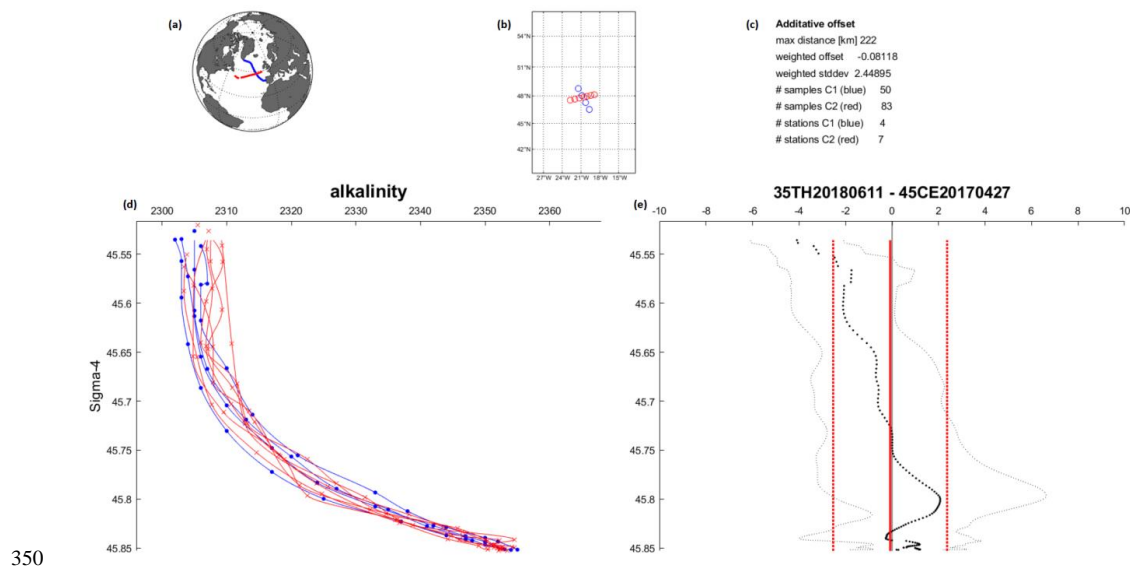 (a)
(b)
(c)
Additative offset
max distance [km] 222
weighted offset -0.08118
weighted stddev 2.44895
# samples C1 (blue) 50
# samples C2 (red) 83
# stations C1 (blue) 4
# stations C2 (red) 7
54°N
51°N
48°N
45°N
42°N
27°W 24°W 21°W 18°W 15°W
(d)
alkalinity
2300 2310 2320 2330 2340 2350 2360
Sigma-4
45.55
45.6
45.65
45.7
45.75
45.8
45.85
(e)
35TH20180611 - 45CE20170427
-10 -8 -6 -4 -2 0 2 4 6 8 10
45.55
45.6
45.65
45.7
45.75
45.8
45.85
350